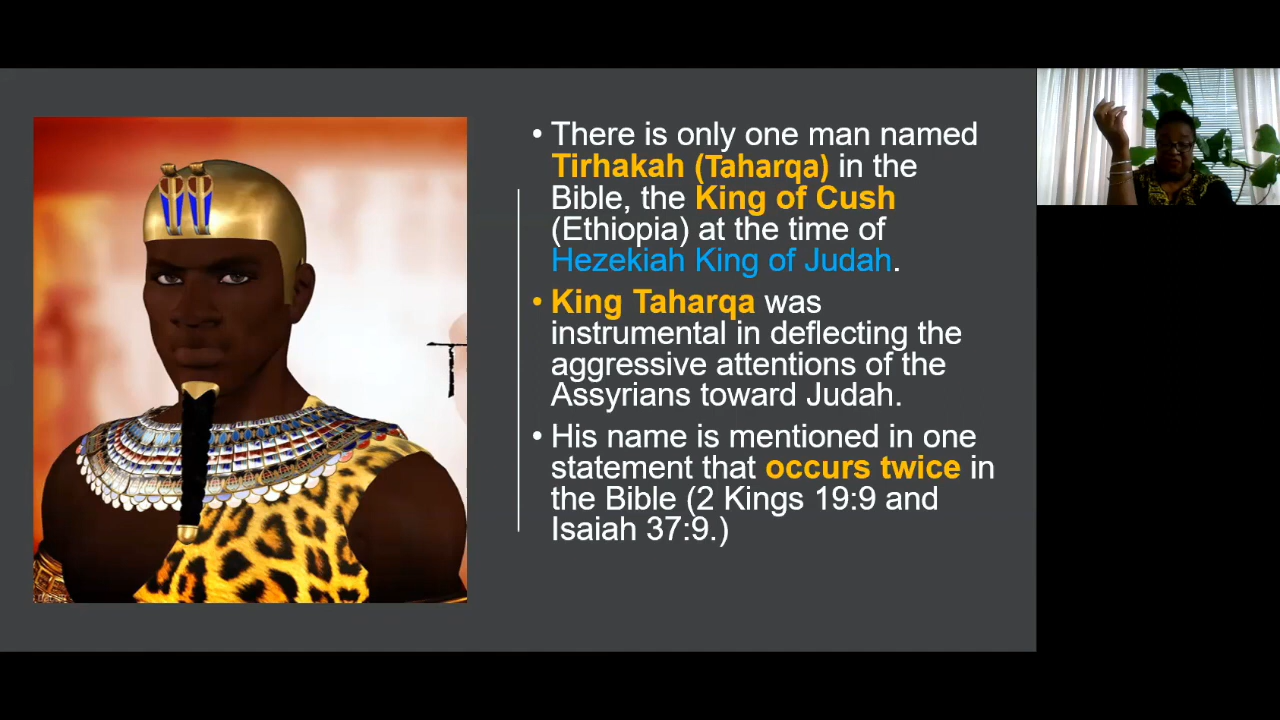 • There is only one man named
Tirhakah (Taharqa) in the
Bible, the King of Cush
(Ethiopia) at the time of
Hezekiah King of Judah.
• King Taharqa was
instrumental in deflecting the
aggressive attentions of the
Assyrians toward Judah.
• His name is mentioned in one
statement that occurs twice in
the Bible (2 Kings 19:9 and
Isaiah 37:9.)